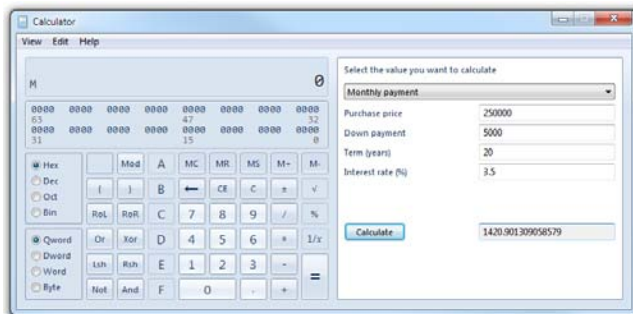 Calculator
View Edit Help
M 0
0000 0000 0000 0000 0000 0000 0000 0000
63 47 32
0000 0000 0000 0000 0000 0000 0000 0000
31 15 0
Hex
Dec
Oct
Bin
Qword
Dword
Word
Byte
Mod A MC MR MS M+ M-
( ) B ← CE C ± √
RoL RoR C 7 8 9 / %
Or Xor D 4 5 6 * 1/x
Lsh Rsh E 1 2 3 - =
Not And F 0 . +
Select the value you want to calculate
Monthly payment
Purchase price 250000
Down payment 5000
Term (years) 20
Interest rate (%) 3.5
Calculate 1420.901309058579